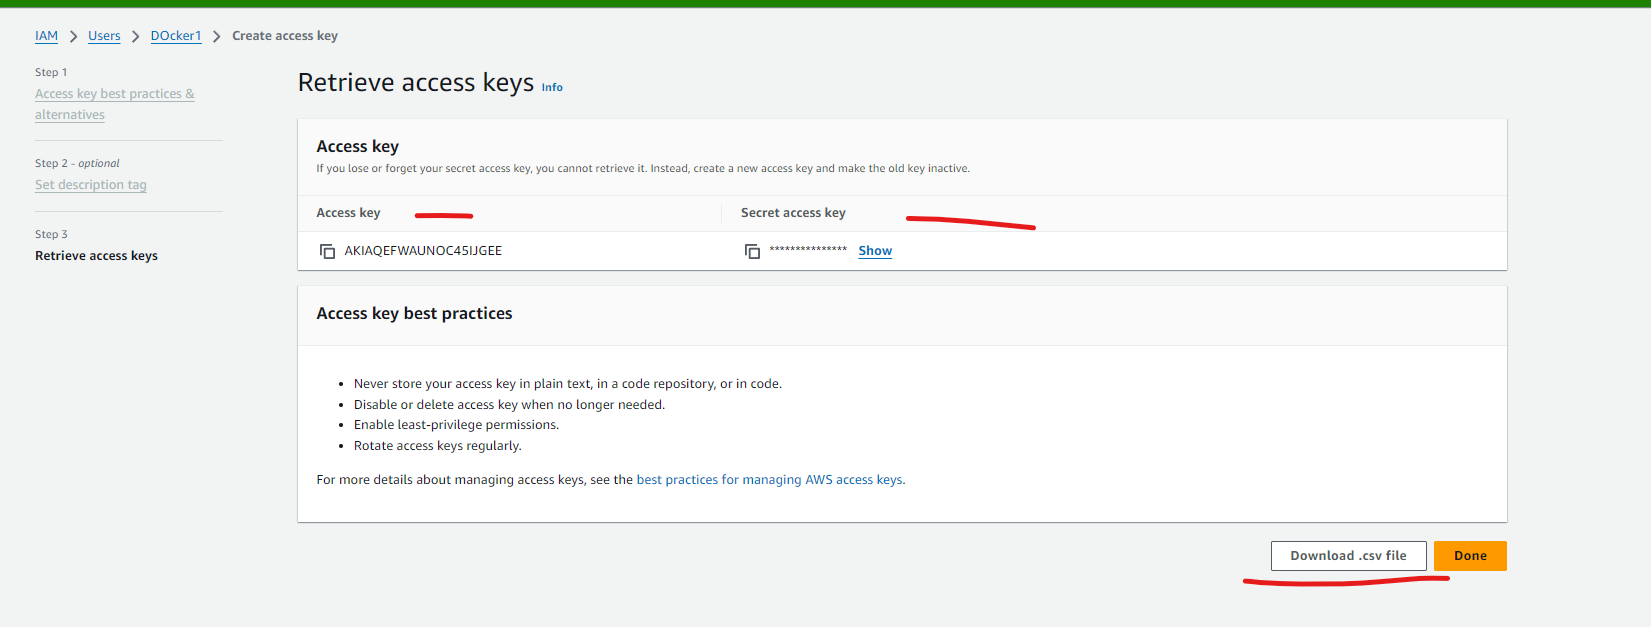 IAM > Users > DOcker1 > Create access key
Step 1
Access key best practices &
alternatives
Step 2 - optional
Set description tag
Step 3
Retrieve access keys
Retrieve access keys Info
Access key
If you lose or forget your secret access key, you cannot retrieve it. Instead, create a new access key and make the old key inactive.
Access key Secret access key
AKIAQEFWAUNOC45IJGEE *************** Show
Access key best practices
• Never store your access key in plain text, in a code repository, or in code.
• Disable or delete access key when no longer needed.
• Enable least-privilege permissions.
• Rotate access keys regularly.
For more details about managing access keys, see the best practices for managing AWS access keys.
Download .csv file Done